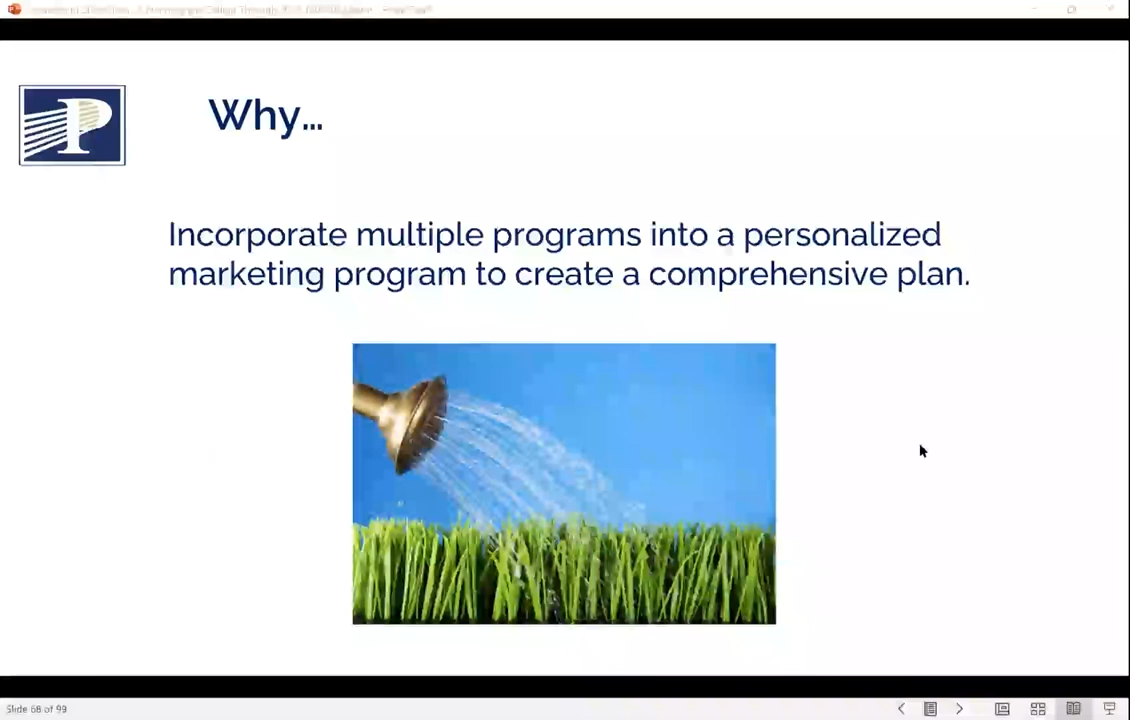 P
Why...
Incorporate multiple programs into a personalized
marketing program to create a comprehensive plan.
Slide 68 of 99